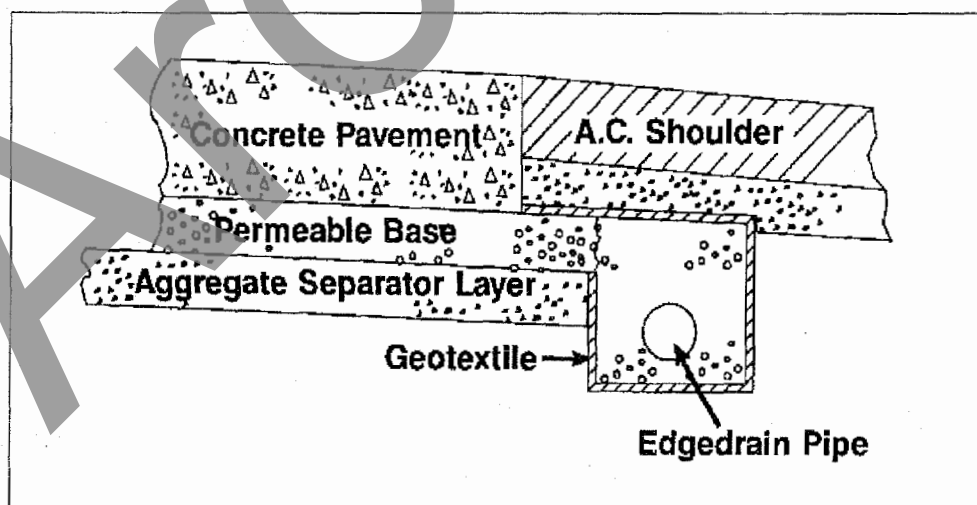 Concrete Pavement
A.C. Shoulder
Permeable Base
Aggregate Separator Layer
Geotextile
Edgedrain Pipe